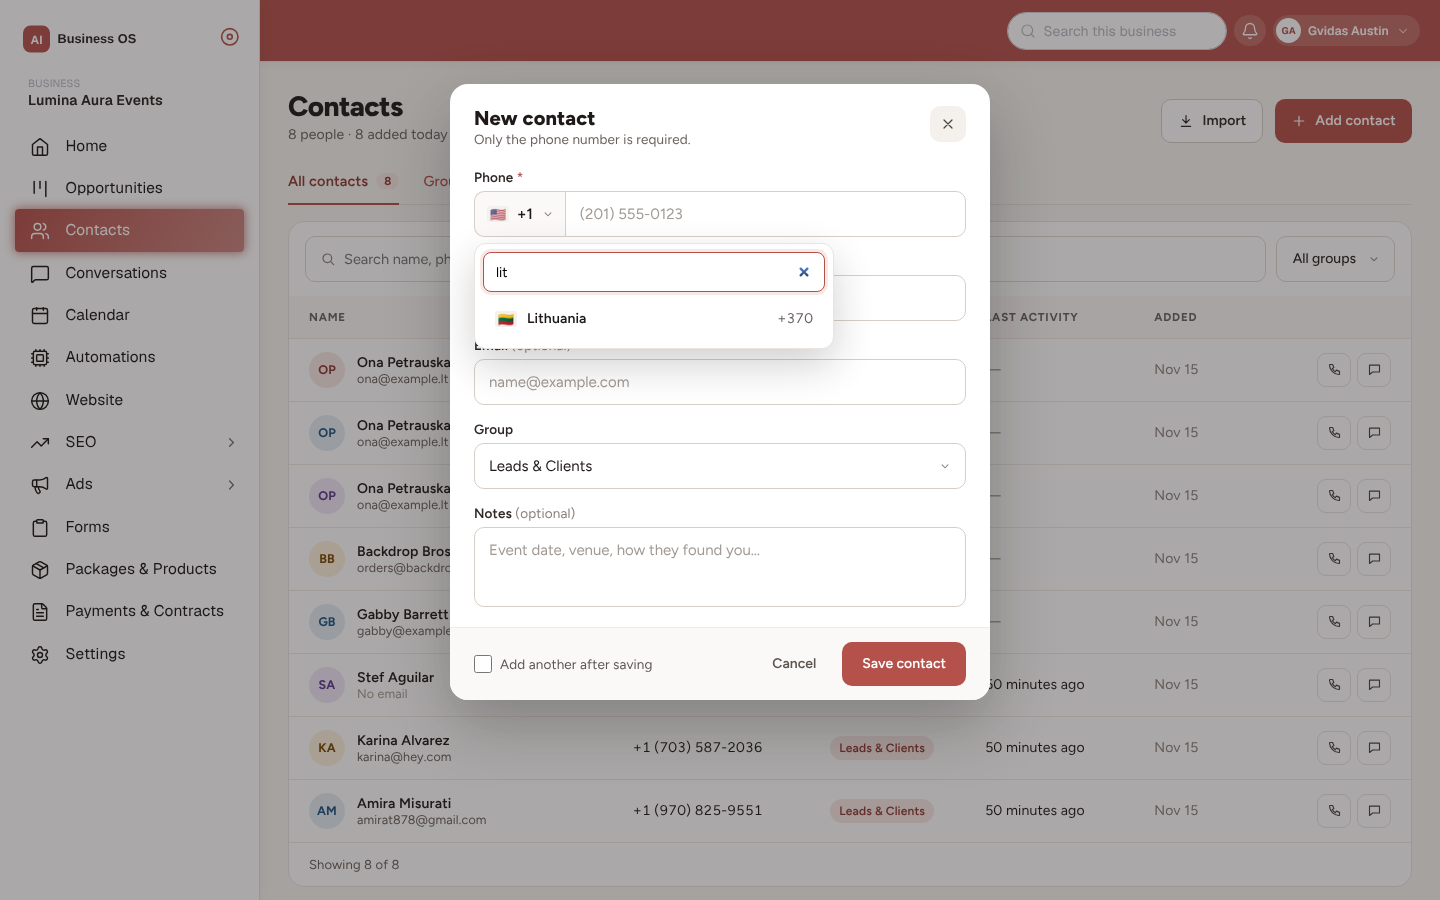 AI Business OS
BUSINESS
Lumina Aura Events
Home
Opportunities
Contacts
Conversations
Calendar
Automations
Website
SEO
Ads
Forms
Packages & Products
Payments & Contracts
Settings
Search this business
GA Gvidas Austin
Contacts
8 people · 8 added today
Import
Add contact
All contacts 8
All groups
NAME
ADDED
OP Ona Petrauska
ona@example.lt
— Nov 15
OP Ona Petrauska
ona@example.lt
— Nov 15
OP Ona Petrauska
ona@example.lt
— Nov 15
BB Backdrop Bros
— Nov 15
GB Gabby Barrett
— Nov 15
SA Stef Aguilar
No email
minutes ago Nov 15
KA Karina Alvarez
karina@hey.com
+1 (703) 587-2036 Leads & Clients 50 minutes ago Nov 15
AM Amira Misurati
amirat878@gmail.com
+1 (970) 825-9551 Leads & Clients 50 minutes ago Nov 15
Showing 8 of 8
New contact
Only the phone number is required.
Phone *
+1 (201) 555-0123
lit
Lithuania +370
name@example.com
Group
Leads & Clients
Notes (optional)
Event date, venue, how they found you...
Add another after saving
Cancel
Save contact